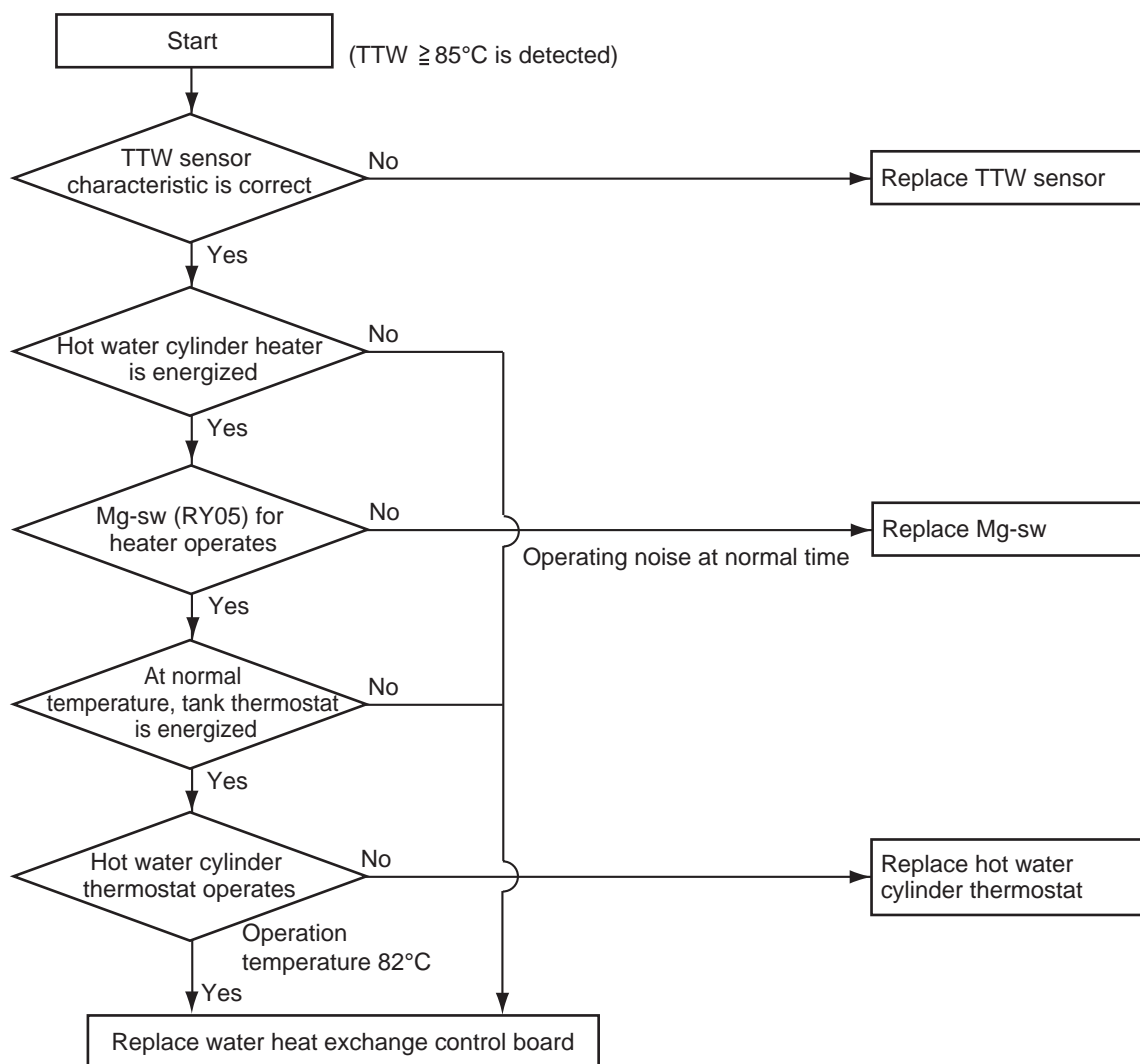 Start
(TTW ≧ 85°C is detected)
TTW sensor
characteristic is correct
No
Replace TTW sensor
Yes
Hot water cylinder heater
is energized
No
Yes
Mg-sw (RY05) for
heater operates
No
Operating noise at normal time
Replace Mg-sw
Yes
At normal
temperature, tank thermostat
is energized
No
Yes
Hot water cylinder
thermostat operates
No
Replace hot water
cylinder thermostat
Operation
temperature 82°C
Yes
Replace water heat exchange control board